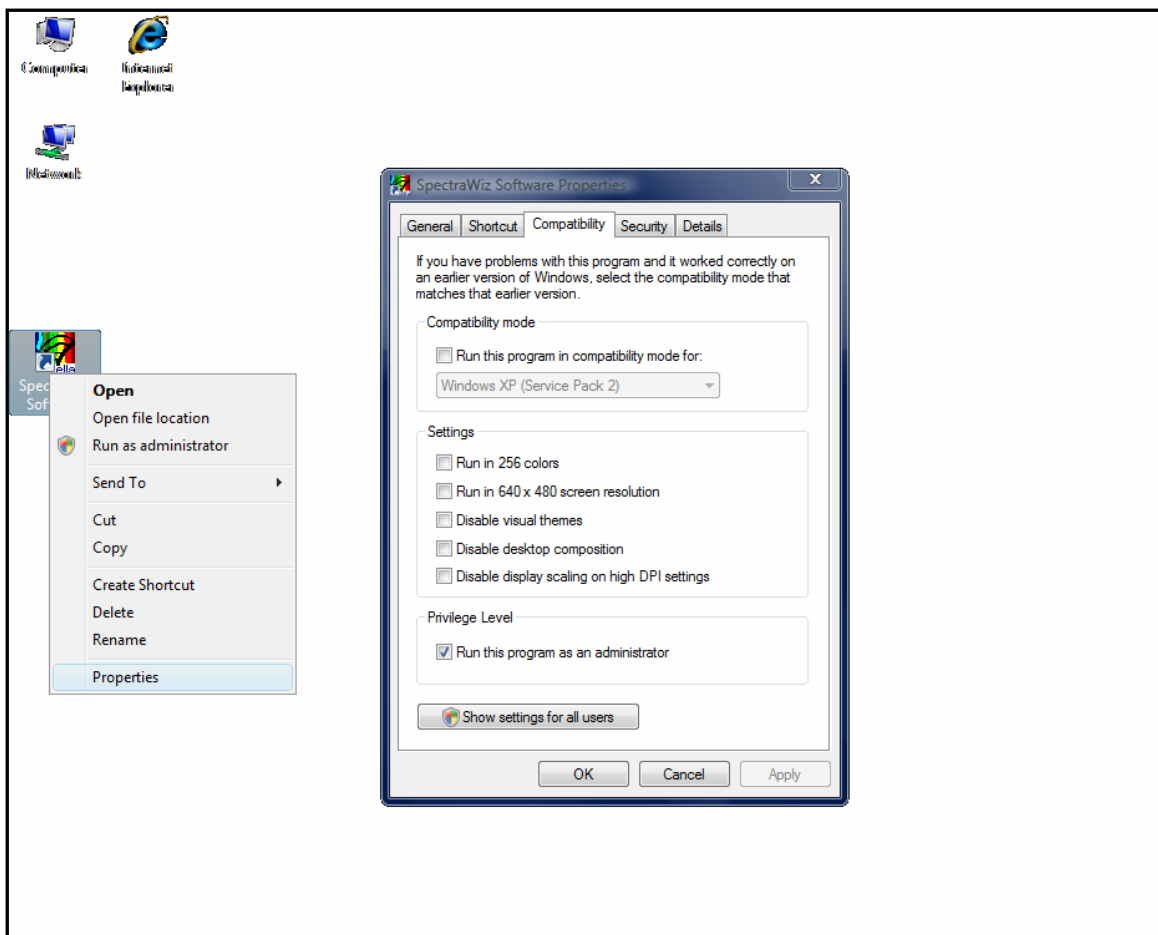 Computer
Internet
Explorer
Network
SpectraWiz Software Properties
X
General
Shortcut
Compatibility
Security
Details
If you have problems with this program and it worked correctly on
an earlier version of Windows, select the compatibility mode that
matches that earlier version.
Compatibility mode
Run this program in compatibility mode for:
Windows XP (Service Pack 2)
Settings
Run in 256 colors
Run in 640 x 480 screen resolution
Disable visual themes
Disable desktop composition
Disable display scaling on high DPI settings
Privilege Level
Run this program as an administrator
Show settings for all users
OK
Cancel
Apply
ella
Spec
Sof
Open
Open file location
Run as administrator
Send To
Cut
Copy
Create Shortcut
Delete
Rename
Properties